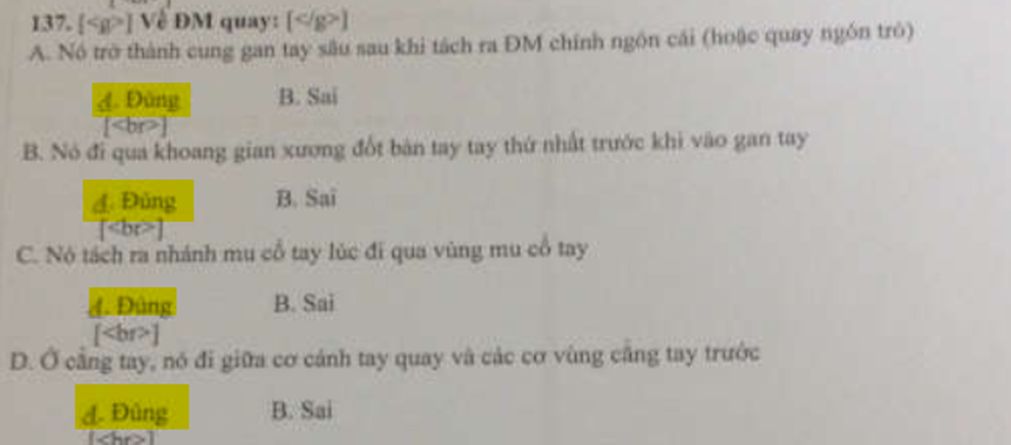 137. [<g>] Về ĐM quay: [</g>]
A. Nó trở thành cung gan tay sâu sau khi tách ra ĐM chính ngón cái (hoặc quay ngón trỏ)
A. Đúng B. Sai
[<br>]
B. Nó đi qua khoang gian xương đốt bàn tay tay thứ nhất trước khi vào gan tay
A. Đúng B. Sai
[<br>]
C. Nó tách ra nhánh mu cổ tay lúc đi qua vùng mu cổ tay
A. Đúng B. Sai
[<br>]
D. Ở cẳng tay, nó đi giữa cơ cánh tay quay và các cơ vùng cẳng tay trước
A. Đúng B. Sai
[<br>]